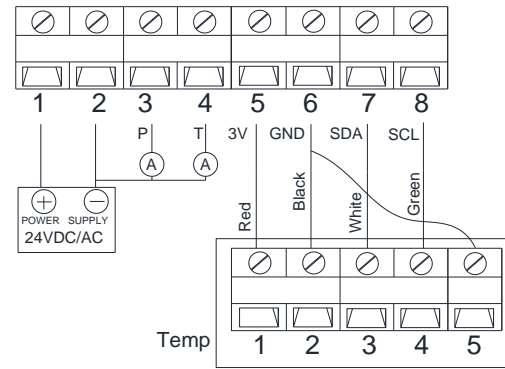 1 2 3 4 5 6 7 8
P T 3V GND SDA SCL
A A
+ −
POWER SUPPLY
24VDC/AC
Red Black White Green
Temp 1 2 3 4 5